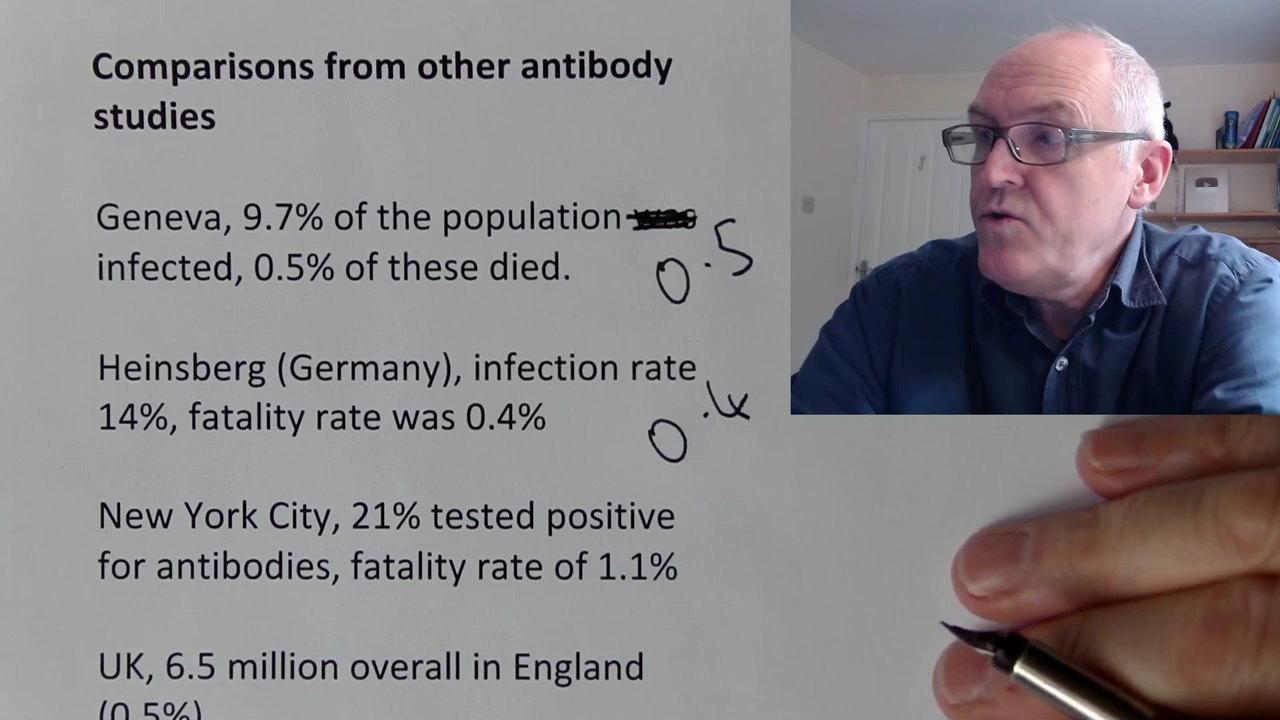 Comparisons from other antibody
studies
Geneva, 9.7% of the population
infected, 0.5% of these died.
0.5
Heinsberg (Germany), infection rate
14%, fatality rate was 0.4%
0.4
New York City, 21% tested positive
for antibodies, fatality rate of 1.1%
UK, 6.5 million overall in England
(0.5%)